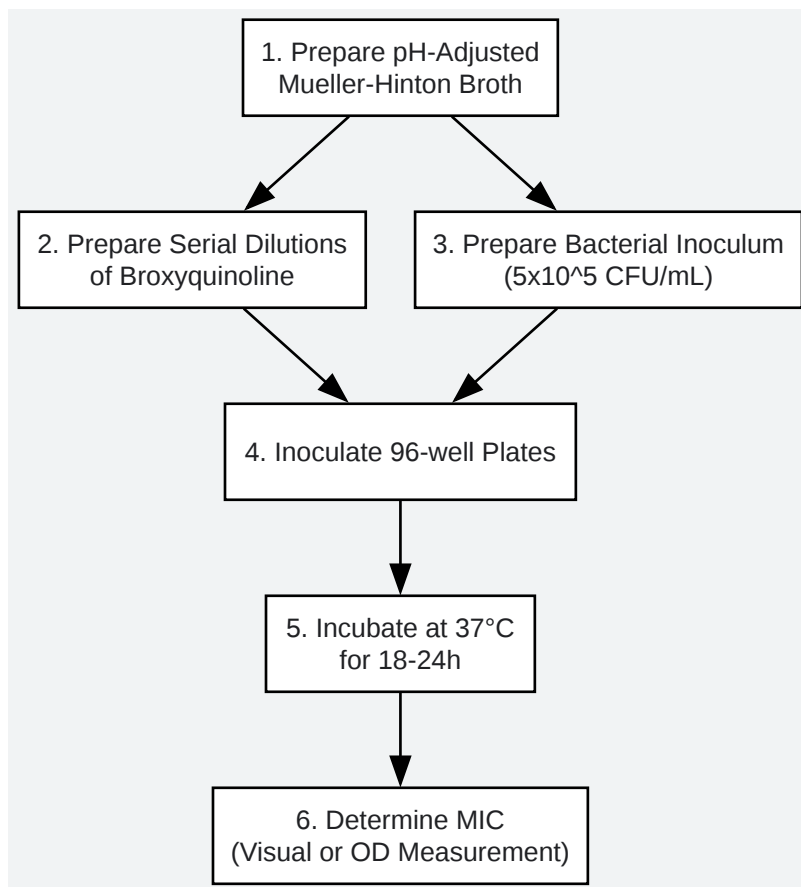 1. Prepare pH-Adjusted
Mueller-Hinton Broth
2. Prepare Serial Dilutions
of Broxyquinoline
3. Prepare Bacterial Inoculum
(5x10^5 CFU/mL)
4. Inoculate 96-well Plates
5. Incubate at 37°C
for 18-24h
6. Determine MIC
(Visual or OD Measurement)